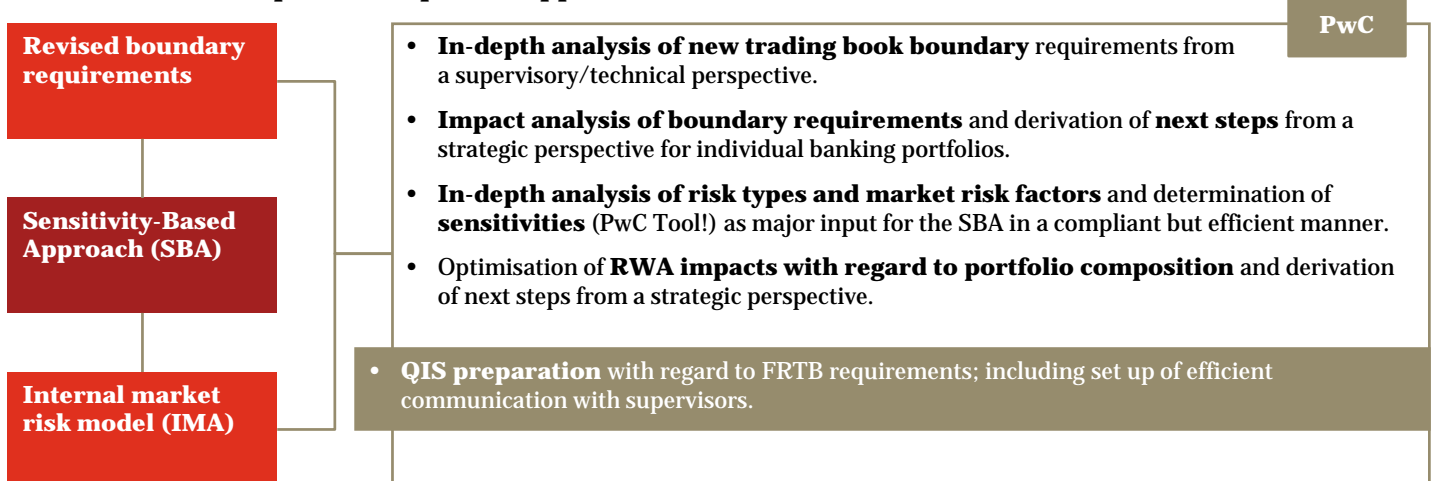 Revised boundary
requirements
Sensitivity-Based
Approach (SBA)
Internal market
risk model (IMA)
PwC
• In-depth analysis of new trading book boundary requirements from
a supervisory/technical perspective.
• Impact analysis of boundary requirements and derivation of next steps from a
strategic perspective for individual banking portfolios.
• In-depth analysis of risk types and market risk factors and determination of
sensitivities (PwC Tool!) as major input for the SBA in a compliant but efficient manner.
• Optimisation of RWA impacts with regard to portfolio composition and derivation
of next steps from a strategic perspective.
• QIS preparation with regard to FRTB requirements; including set up of efficient
communication with supervisors.